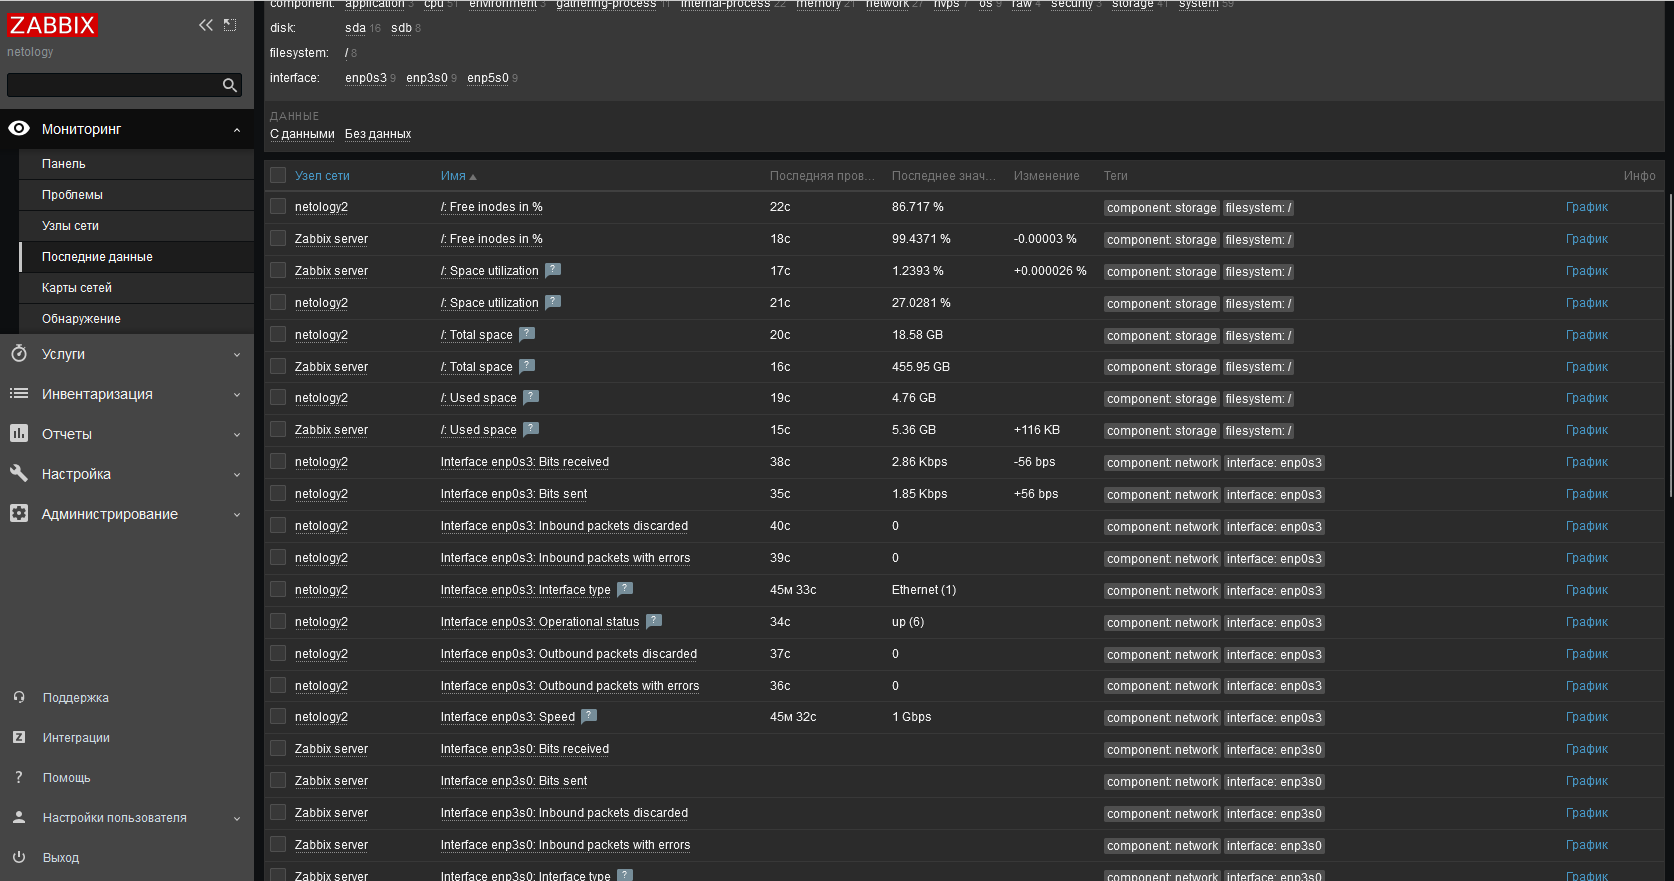 ZABBIX
netology
Мониторинг
Панель
Проблемы
Узлы сети
Последние данные
Карты сетей
Обнаружение
Услуги
Инвентаризация
Отчеты
Настройка
Администрирование
Поддержка
Интеграции
Помощь
Настройки пользователя
Выход
component: application 3 cpu 51 environment 3 gathering-process 11 internal-process 22 memory 21 network 27 nvps 7 os 9 raw 4 security 3 storage 41 system 59
disk: sda 16 sdb 8
filesystem: / 8
interface: enp0s3 9 enp3s0 9 enp5s0 9
ДАННЫЕ
С данными Без данных
Узел сети Имя Последняя пров... Последнее знач... Изменение Теги Инфо
netology2 /: Free inodes in % 22с 86.717 % component: storage filesystem: / График
Zabbix server /: Free inodes in % 18с 99.4371 % -0.00003 % component: storage filesystem: / График
Zabbix server /: Space utilization ? 17с 1.2393 % +0.000026 % component: storage filesystem: / График
netology2 /: Space utilization ? 21с 27.0281 % component: storage filesystem: / График
netology2 /: Total space ? 20с 18.58 GB component: storage filesystem: / График
Zabbix server /: Total space ? 16с 455.95 GB component: storage filesystem: / График
netology2 /: Used space ? 19с 4.76 GB component: storage filesystem: / График
Zabbix server /: Used space ? 15с 5.36 GB +116 KB component: storage filesystem: / График
netology2 Interface enp0s3: Bits received 38с 2.86 Kbps -56 bps component: network interface: enp0s3 График
netology2 Interface enp0s3: Bits sent 35с 1.85 Kbps +56 bps component: network interface: enp0s3 График
netology2 Interface enp0s3: Inbound packets discarded 40с 0 component: network interface: enp0s3 График
netology2 Interface enp0s3: Inbound packets with errors 39с 0 component: network interface: enp0s3 График
netology2 Interface enp0s3: Interface type ? 45м 33с Ethernet (1) component: network interface: enp0s3 График
netology2 Interface enp0s3: Operational status ? 34с up (6) component: network interface: enp0s3 График
netology2 Interface enp0s3: Outbound packets discarded 37с 0 component: network interface: enp0s3 График
netology2 Interface enp0s3: Outbound packets with errors 36с 0 component: network interface: enp0s3 График
netology2 Interface enp0s3: Speed ? 45м 32с 1 Gbps component: network interface: enp0s3 График
Zabbix server Interface enp3s0: Bits received component: network interface: enp3s0 График
Zabbix server Interface enp3s0: Bits sent component: network interface: enp3s0 График
Zabbix server Interface enp3s0: Inbound packets discarded component: network interface: enp3s0 График
Zabbix server Interface enp3s0: Inbound packets with errors component: network interface: enp3s0 График
Zabbix server Interface enp3s0: Interface type ? component: network interface: enp3s0 График